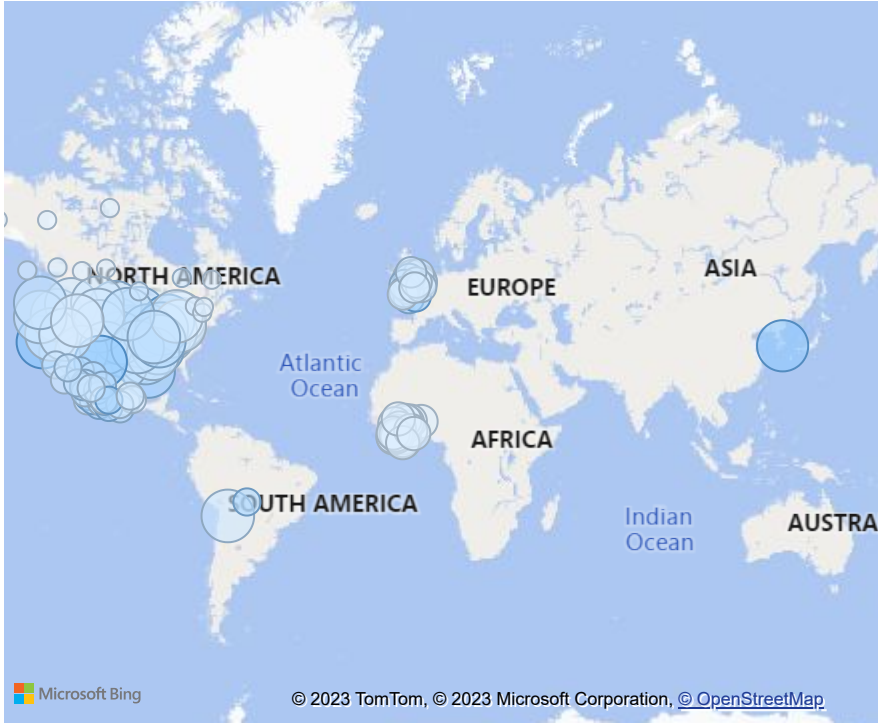 NORTH AMERICA
EUROPE
ASIA
Atlantic
Ocean
AFRICA
SOUTH AMERICA
Indian
Ocean
AUSTRA
Microsoft Bing
© 2023 TomTom, © 2023 Microsoft Corporation, © OpenStreetMap